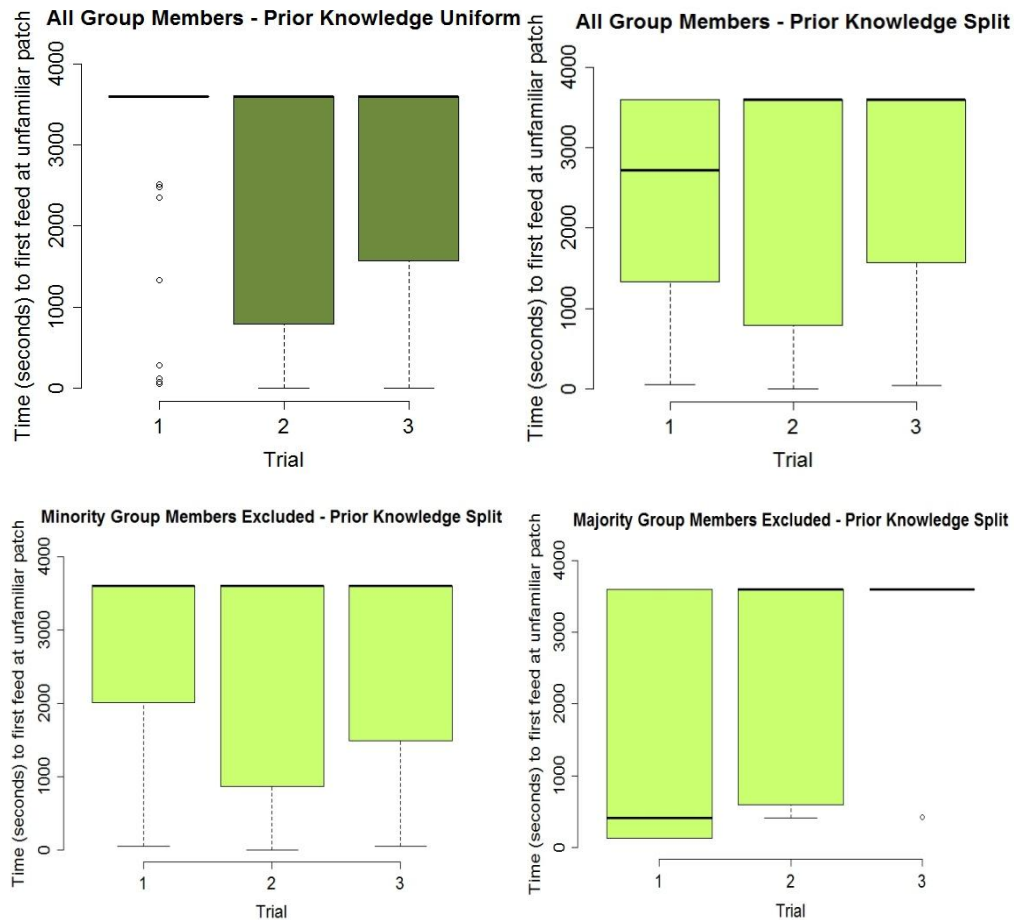 All Group Members - Prior Knowledge Uniform
Time (seconds) to first feed at unfamiliar patch
4000
3000
2000
1000
0
1 2 3
Trial
All Group Members - Prior Knowledge Split
Time (seconds) to first feed at unfamiliar patch
4000
3000
2000
1000
0
1 2 3
Trial
Minority Group Members Excluded - Prior Knowledge Split
Time (seconds) to first feed at unfamiliar patch
4000
3000
2000
1000
0
1 2 3
Trial
Majority Group Members Excluded - Prior Knowledge Split
Time (seconds) to first feed at unfamiliar patch
4000
3000
2000
1000
0
1 2 3
Trial